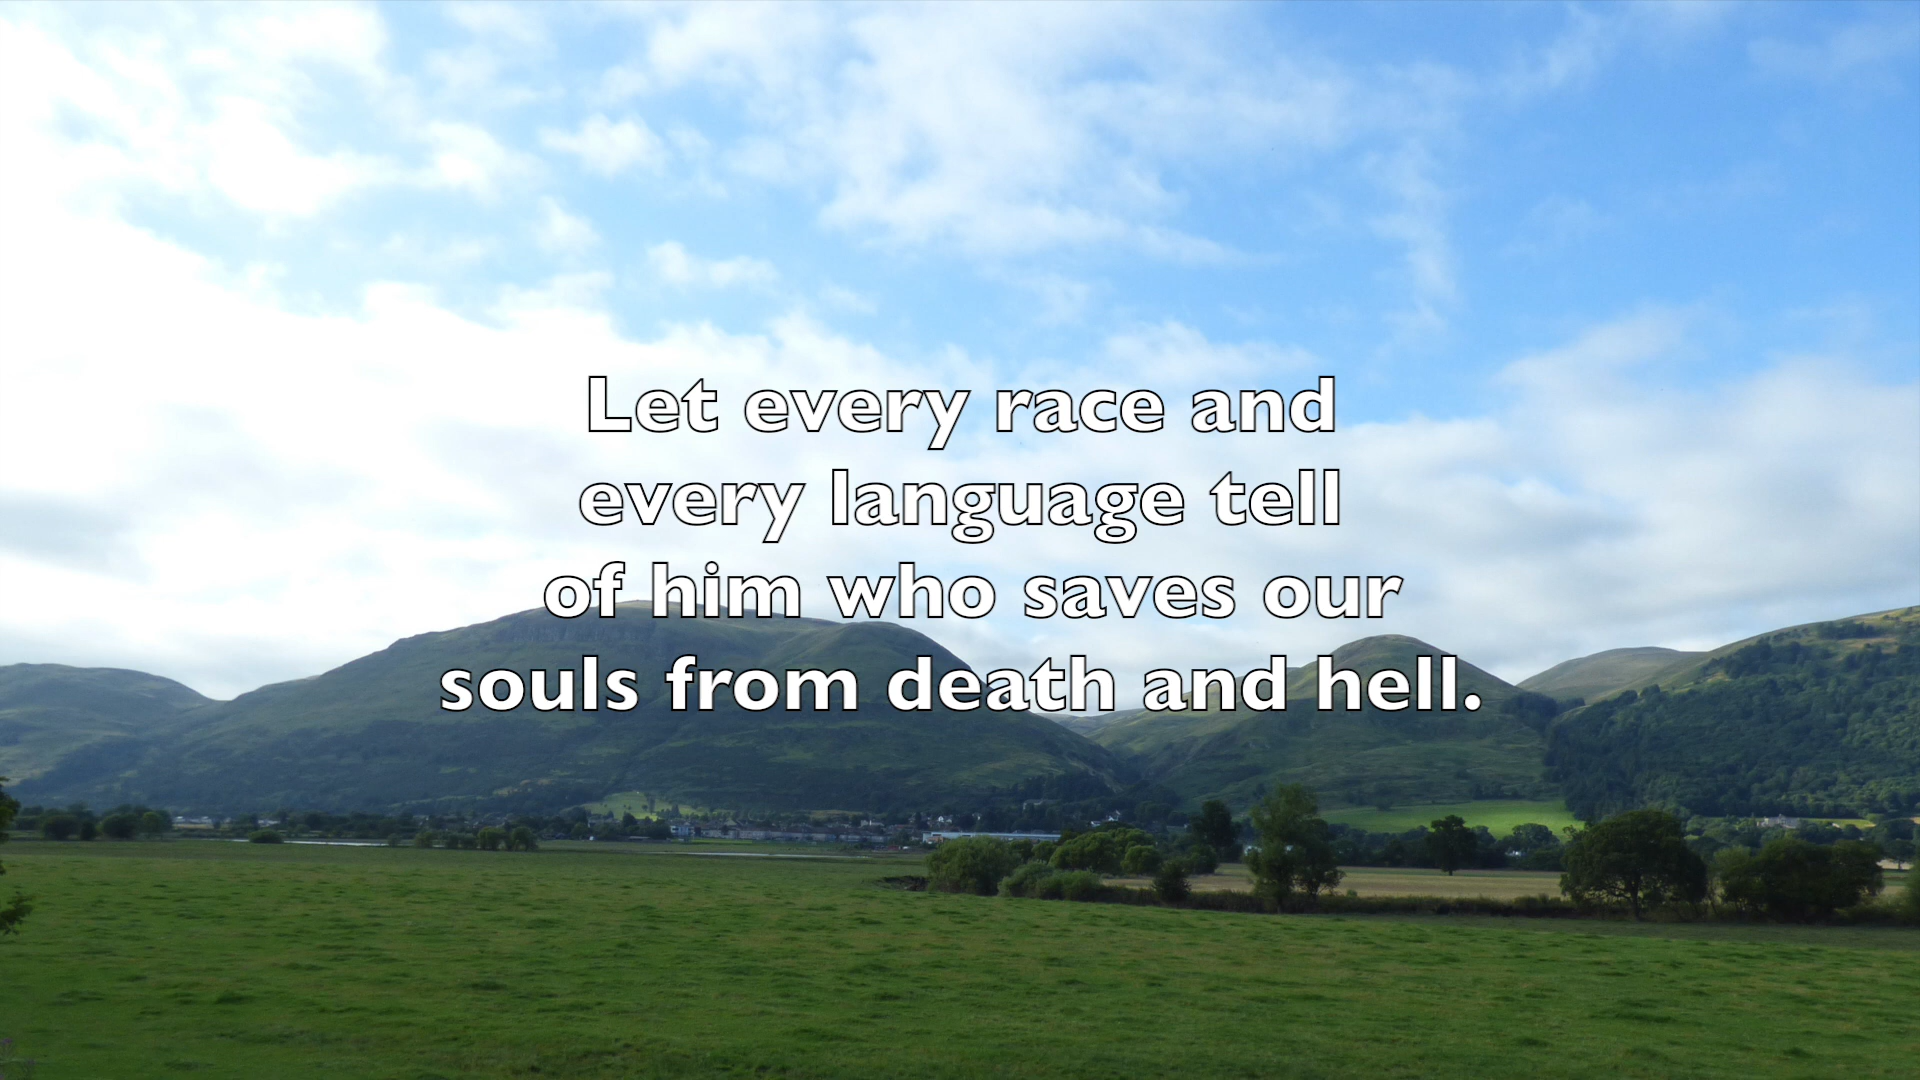 Let every race and
every language tell
of him who saves our
souls from death and hell.